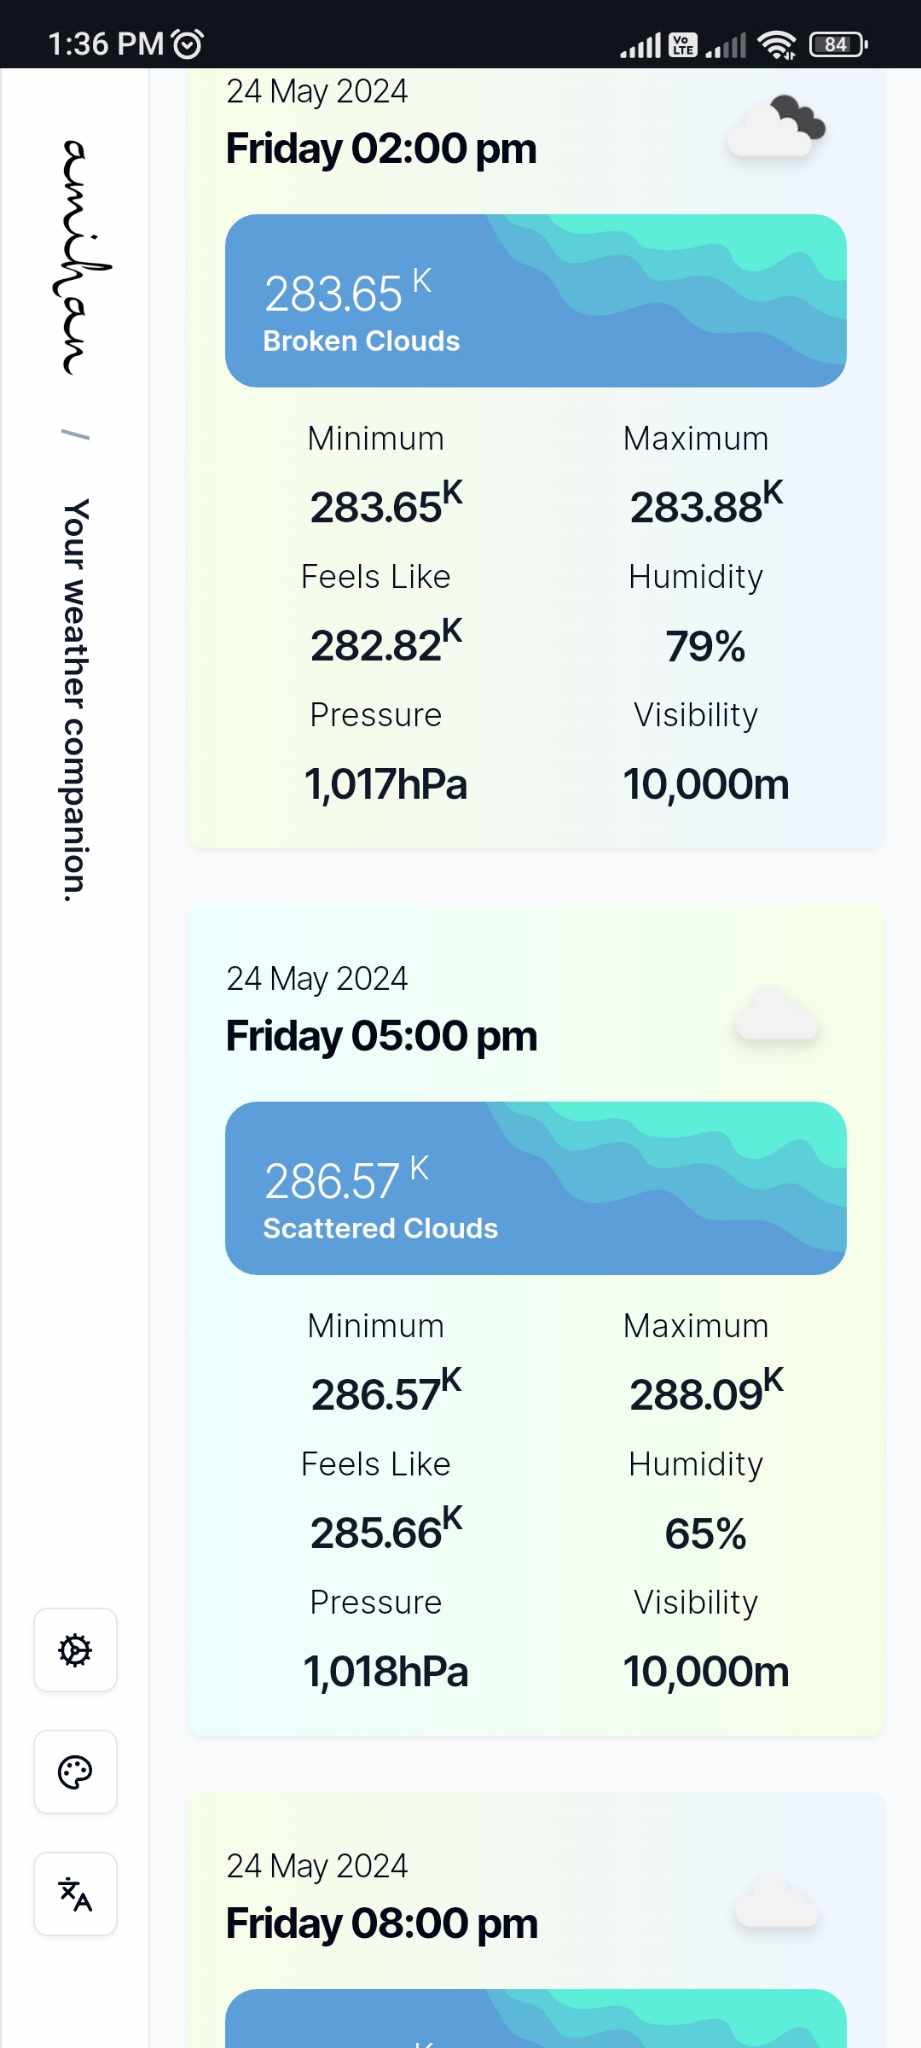 1:36 PM
Vo LTE
84
amihan
/
Your weather companion.
24 May 2024
Friday 02:00 pm
283.65 K
Broken Clouds
Minimum Maximum
283.65K 283.88K
Feels Like Humidity
282.82K 79%
Pressure Visibility
1,017hPa 10,000m
24 May 2024
Friday 05:00 pm
286.57 K
Scattered Clouds
Minimum Maximum
286.57K 288.09K
Feels Like Humidity
285.66K 65%
Pressure Visibility
1,018hPa 10,000m
24 May 2024
Friday 08:00 pm
K